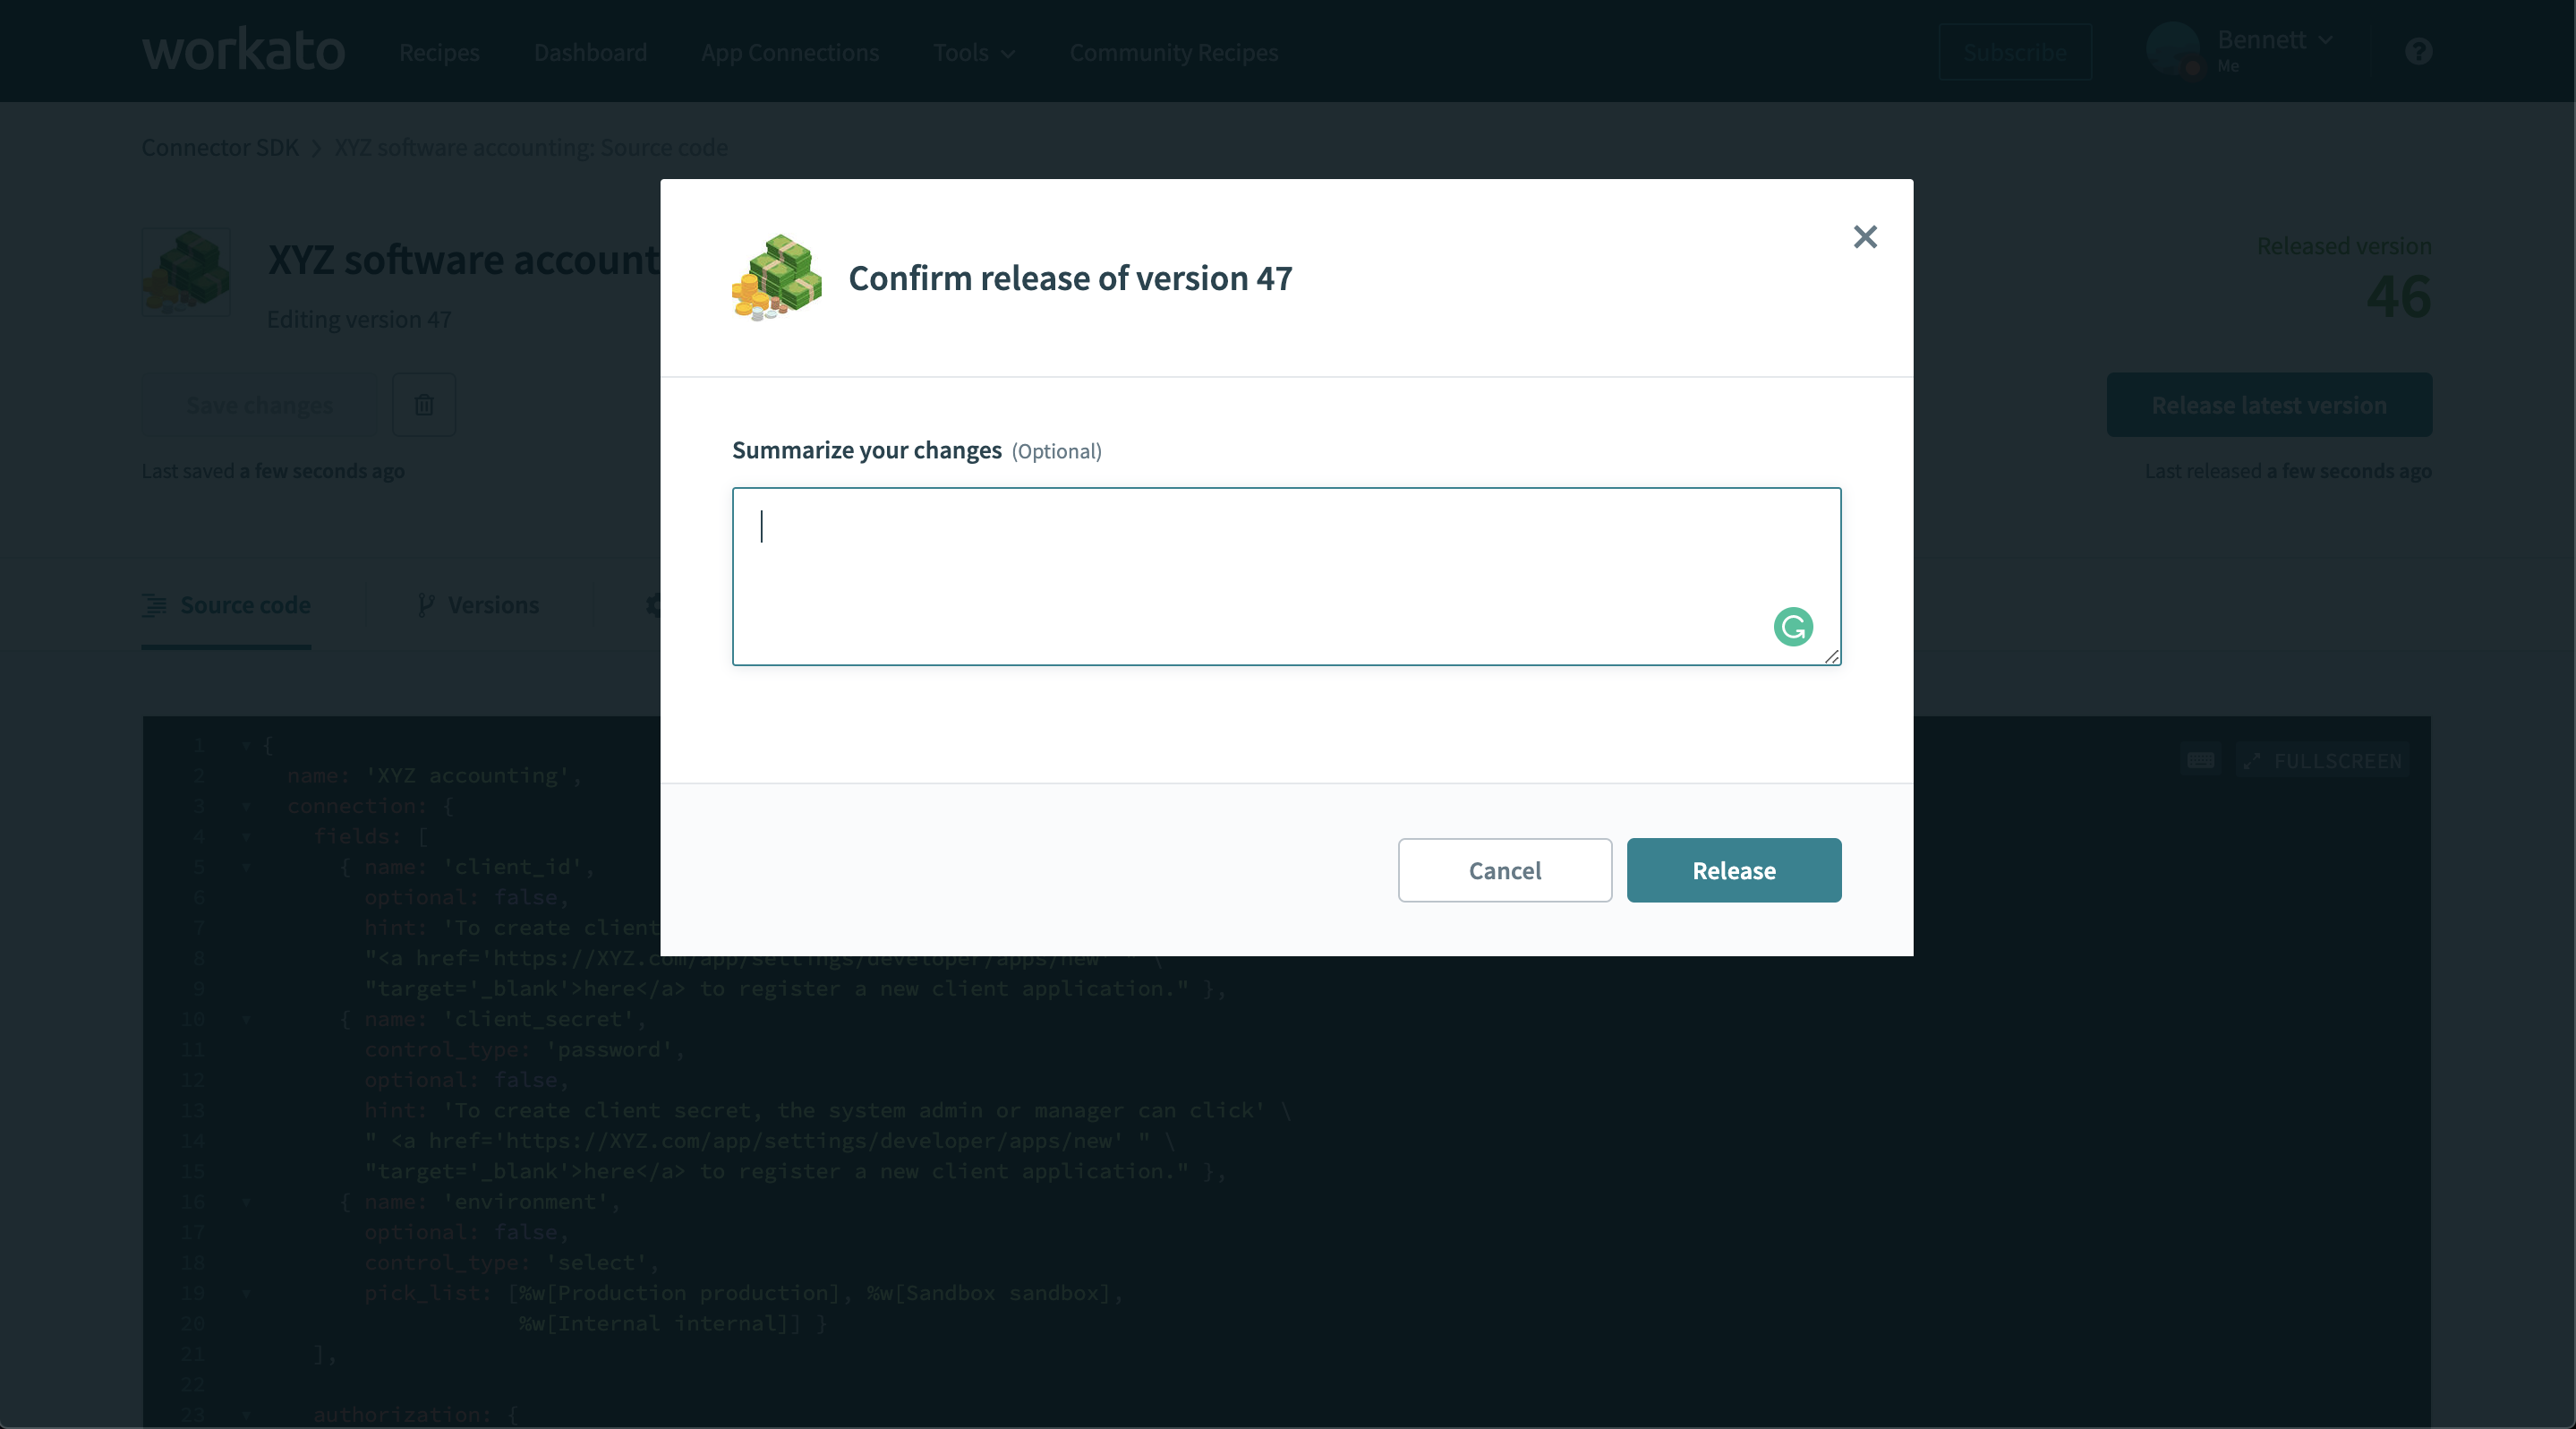 workato
Recipes
Dashboard
App Connections
Tools
Community Recipes
Subscribe
Bennett
Me
?
Connector SDK > XYZ software accounting: Source code
XYZ software account
Editing version 47
Save changes
Last saved a few seconds ago
Released version
46
Release latest version
Last released a few seconds ago
Source code
Versions
Confirm release of version 47
Summarize your changes (Optional)
Cancel
Release
FULLSCREEN
1 {
2 name: 'XYZ accounting',
3 connection: {
4 fields: [
5 { name: 'client_id',
6 optional: false,
7 hint: 'To create client
8 "<a href='https://XYZ.com/app/settings/developer/apps/new' " \
9 "target='_blank'>here</a> to register a new client application." },
10 { name: 'client_secret',
11 control_type: 'password',
12 optional: false,
13 hint: 'To create client secret, the system admin or manager can click' \
14 " <a href='https://XYZ.com/app/settings/developer/apps/new' " \
15 "target='_blank'>here</a> to register a new client application." },
16 { name: 'environment',
17 optional: false,
18 control_type: 'select',
19 pick_list: [%w[Production production], %w[Sandbox sandbox],
20 %w[Internal internal]] }
21 ],
22
23 authorization: {